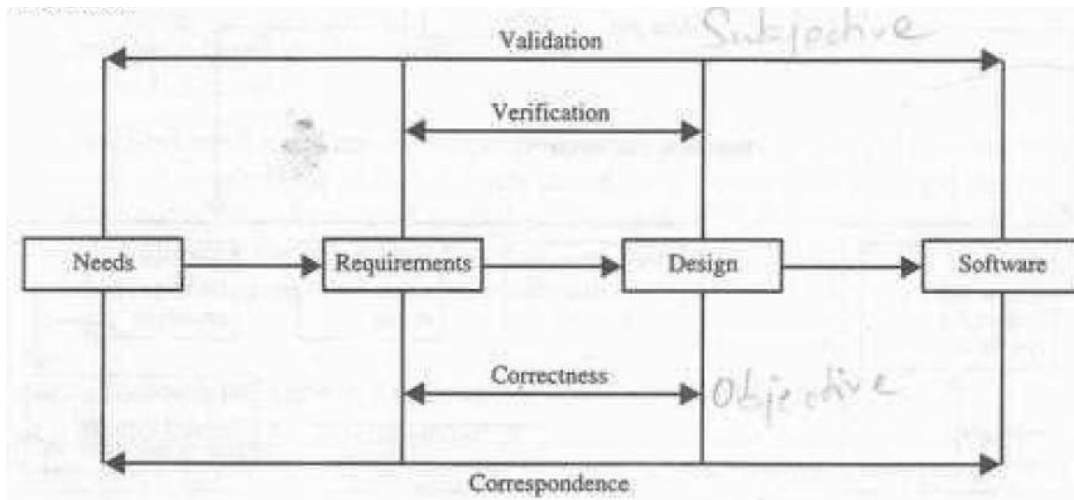 Subjective
Validation
Verification
Needs
Requirements
Design
Software
Correctness
Objective
Correspondence